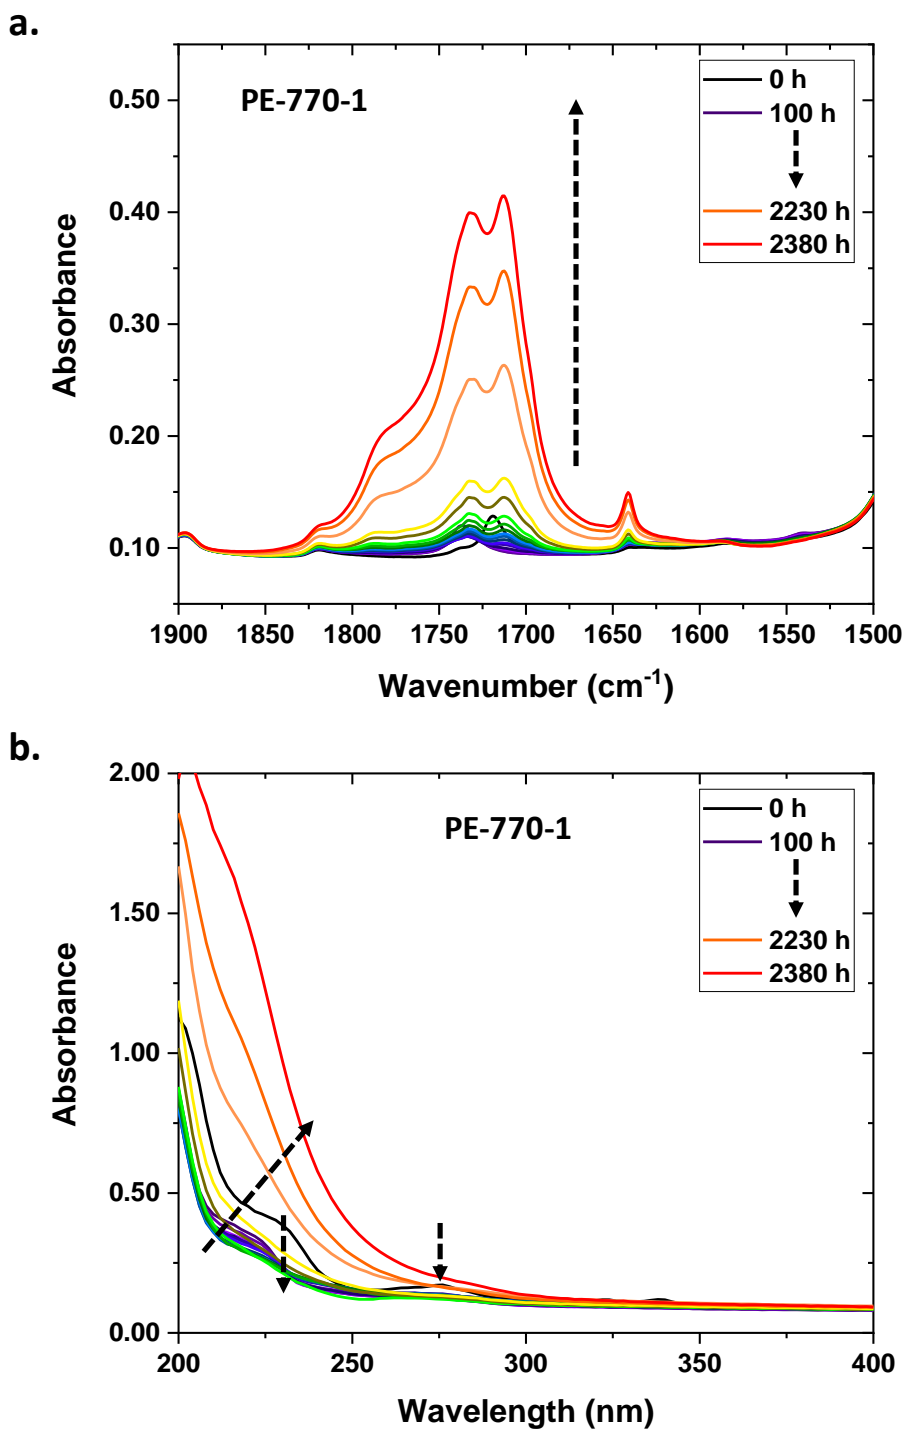 a.
PE-770-1
0 h
100 h
2230 h
2380 h
Absorbance
0.50
0.40
0.30
0.20
0.10
1900 1850 1800 1750 1700 1650 1600 1550 1500
Wavenumber (cm⁻¹)
b.
PE-770-1
0 h
100 h
2230 h
2380 h
Absorbance
2.00
1.50
1.00
0.50
0.00
200 250 300 350 400
Wavelength (nm)